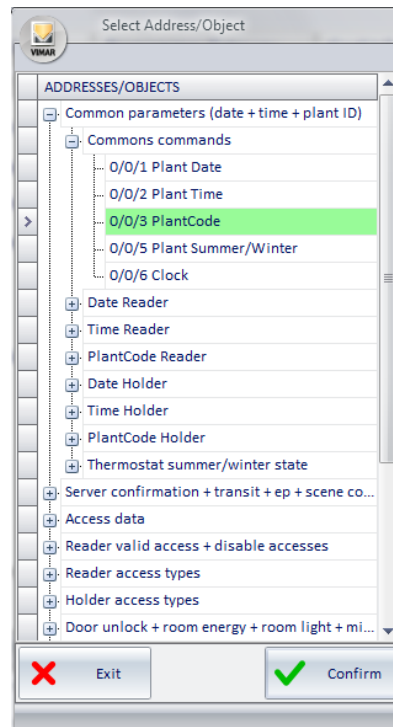 Select Address/Object
VIMAR
ADDRESSES/OBJECTS
Common parameters (date + time + plant ID)
Commons commands
0/0/1 Plant Date
0/0/2 Plant Time
0/0/3 PlantCode
0/0/5 Plant Summer/Winter
0/0/6 Clock
Date Reader
Time Reader
PlantCode Reader
Date Holder
Time Holder
PlantCode Holder
Thermostat summer/winter state
Server confirmation + transit + ep + scene co...
Access data
Reader valid access + disable accesses
Reader access types
Holder access types
Door unlock + room energy + room light + mi...
Exit
Confirm